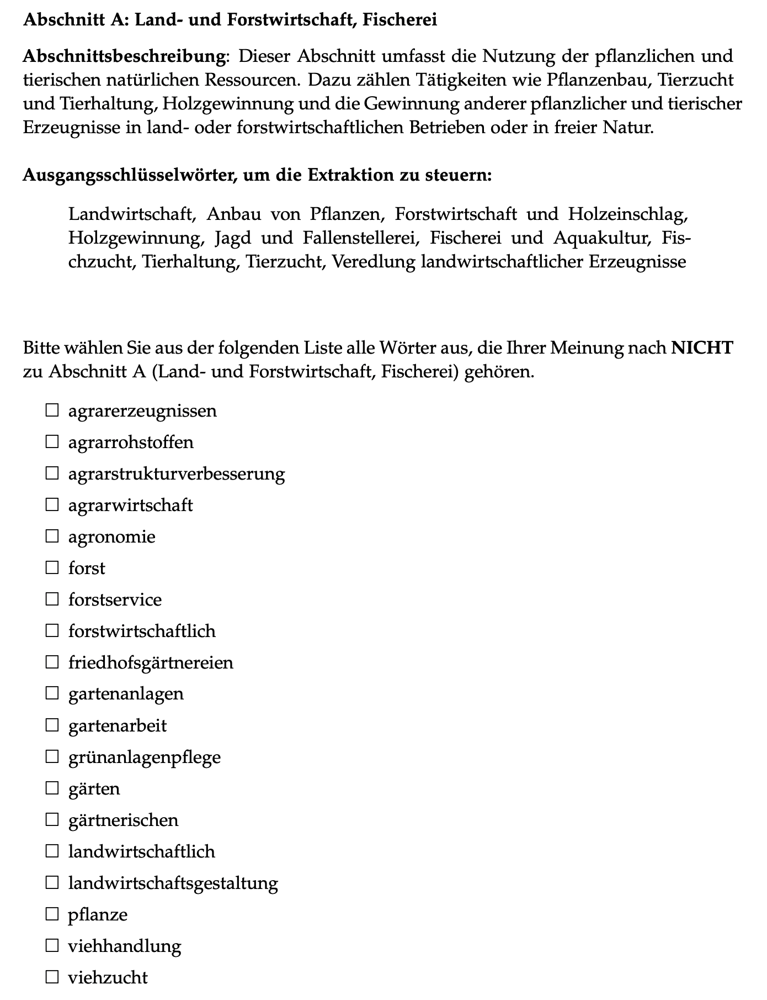 Abschnitt A: Land- und Forstwirtschaft, Fischerei
Abschnittsbeschreibung: Dieser Abschnitt umfasst die Nutzung der pflanzlichen und
tierischen natürlichen Ressourcen. Dazu zählen Tätigkeiten wie Pflanzenbau, Tierzucht
und Tierhaltung, Holzgewinnung und die Gewinnung anderer pflanzlicher und tierischer
Erzeugnisse in land- oder forstwirtschaftlichen Betrieben oder in freier Natur.
Ausgangsschlüsselwörter, um die Extraktion zu steuern:
Landwirtschaft, Anbau von Pflanzen, Forstwirtschaft und Holzeinschlag,
Holzgewinnung, Jagd und Fallenstellerei, Fischerei und Aquakultur, Fis-
chzucht, Tierhaltung, Tierzucht, Veredlung landwirtschaftlicher Erzeugnisse
Bitte wählen Sie aus der folgenden Liste alle Wörter aus, die Ihrer Meinung nach NICHT
zu Abschnitt A (Land- und Forstwirtschaft, Fischerei) gehören.
☐ agrarerzeugnissen
☐ agrarrohstoffen
☐ agrarstrukturverbesserung
☐ agrarwirtschaft
☐ agronomie
☐ forst
☐ forstservice
☐ forstwirtschaftlich
☐ friedhofsgärtnereien
☐ gartenanlagen
☐ gartenarbeit
☐ grünanlagenpflege
☐ gärten
☐ gärtnerischen
☐ landwirtschaftlich
☐ landwirtschaftsgestaltung
☐ pflanze
☐ viehhandlung
☐ viehzucht